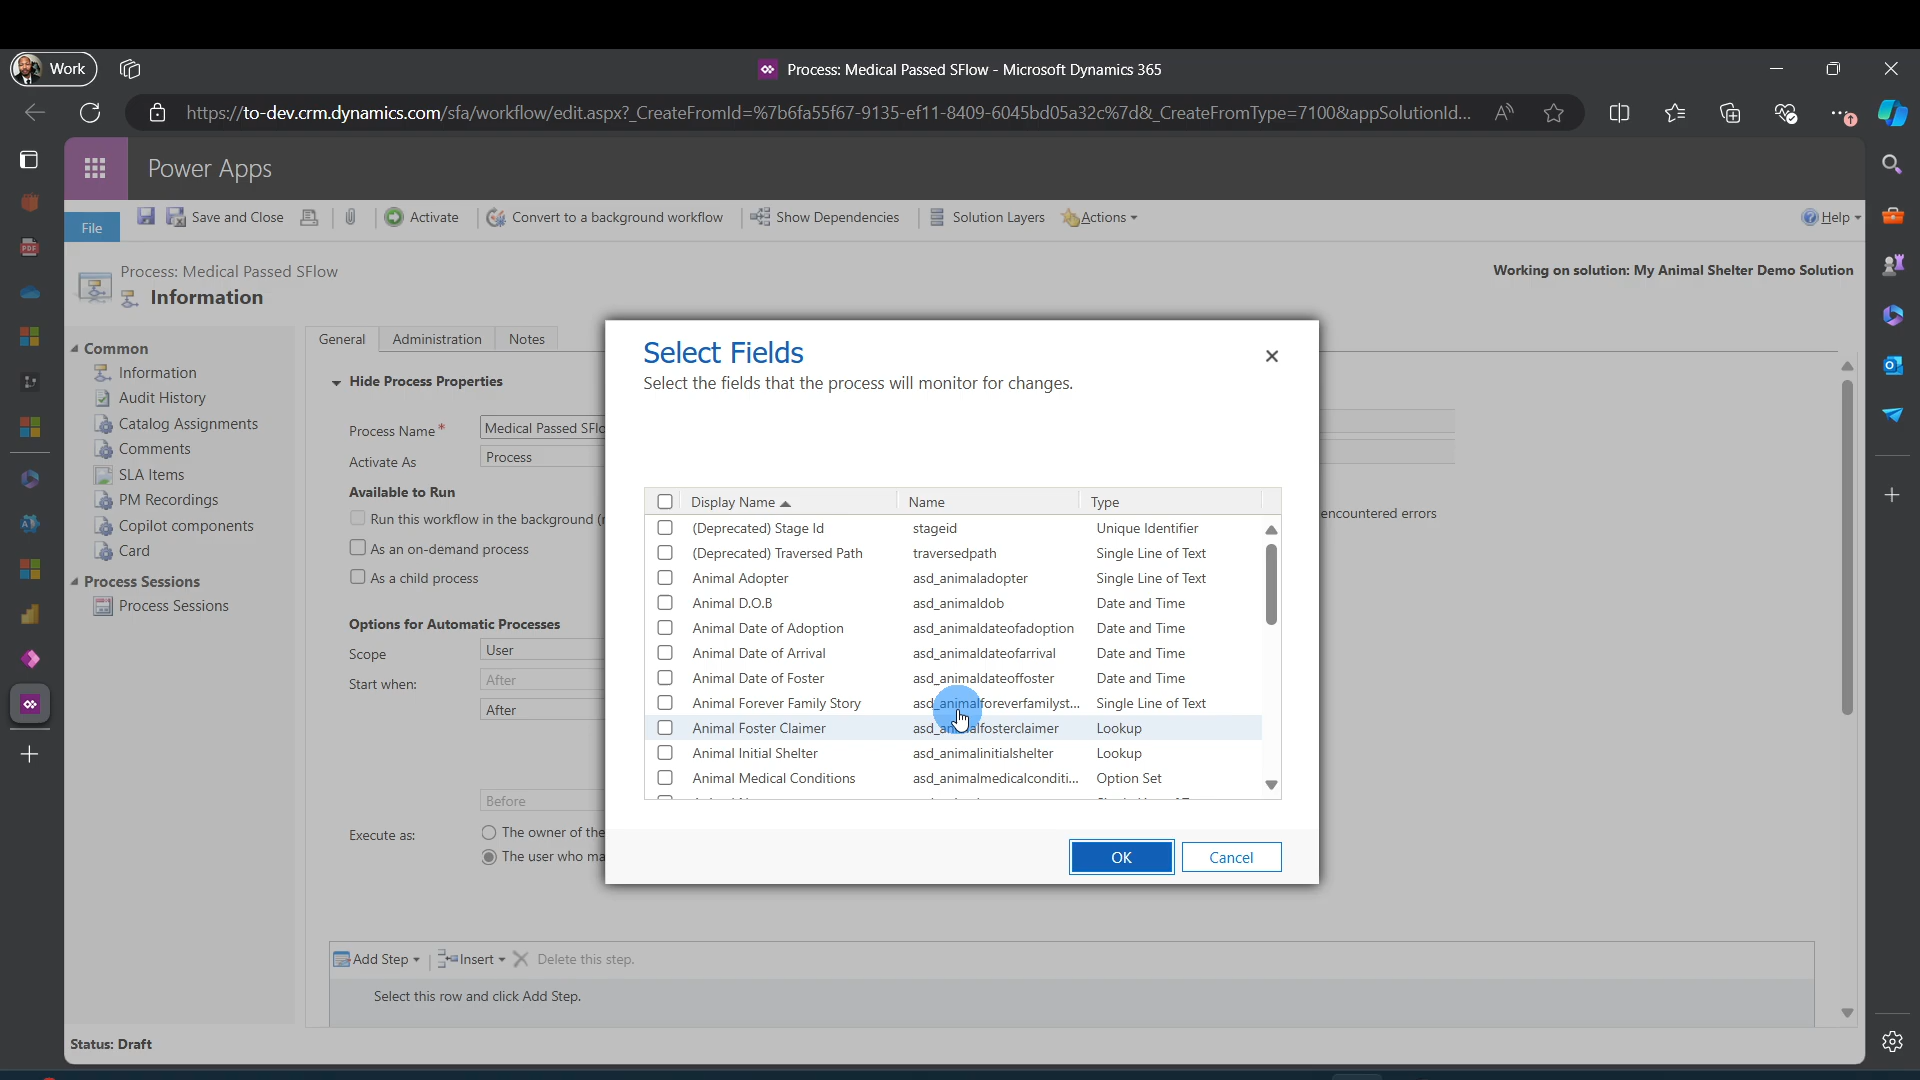 Work
Process: Medical Passed SFlow - Microsoft Dynamics 365
https://to-dev.crm.dynamics.com/sfa/workflow/edit.aspx?_CreateFromId=%7b6fa55f67-9135-ef11-8409-6045bd05a32c%7d&_CreateFromType=7100&appSolutionId...
Power Apps
File
Save and Close
Activate
Convert to a background workflow
Show Dependencies
Solution Layers
Actions
Help
Process: Medical Passed SFlow
Information
Working on solution: My Animal Shelter Demo Solution
Common
Information
Audit History
Catalog Assignments
Comments
SLA Items
PM Recordings
Copilot components
Card
Process Sessions
Process Sessions
General
Administration
Notes
Hide Process Properties
Process Name*
Medical Passed SFlo
Activate As
Process
Available to Run
Run this workflow in the background (r
encountered errors
As an on-demand process
As a child process
Options for Automatic Processes
Scope
User
Start when:
After
After
Before
Execute as:
The owner of the
The user who ma
Select Fields
Select the fields that the process will monitor for changes.
Display Name Name Type
(Deprecated) Stage Id stageid Unique Identifier
(Deprecated) Traversed Path traversedpath Single Line of Text
Animal Adopter asd_animaladopter Single Line of Text
Animal D.O.B asd_animaldob Date and Time
Animal Date of Adoption asd_animaldateofadoption Date and Time
Animal Date of Arrival asd_animaldateofarrival Date and Time
Animal Date of Foster asd_animaldateoffoster Date and Time
Animal Forever Family Story asd_animalforeverfamilyst... Single Line of Text
Animal Foster Claimer asd_animalfosterclaimer Lookup
Animal Initial Shelter asd_animalinitialshelter Lookup
Animal Medical Conditions asd_animalmedicalconditi... Option Set
OK
Cancel
Add Step
Insert
Delete this step.
Select this row and click Add Step.
Status: Draft